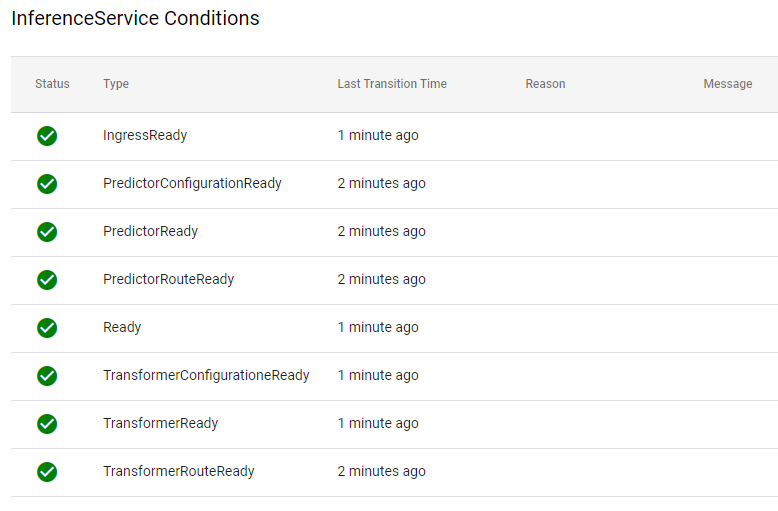 InferenceService Conditions
Status Type Last Transition Time Reason Message
IngressReady 1 minute ago
PredictorConfigurationReady 2 minutes ago
PredictorReady 2 minutes ago
PredictorRouteReady 2 minutes ago
Ready 1 minute ago
TransformerConfigurationeReady 1 minute ago
TransformerReady 1 minute ago
TransformerRouteReady 2 minutes ago